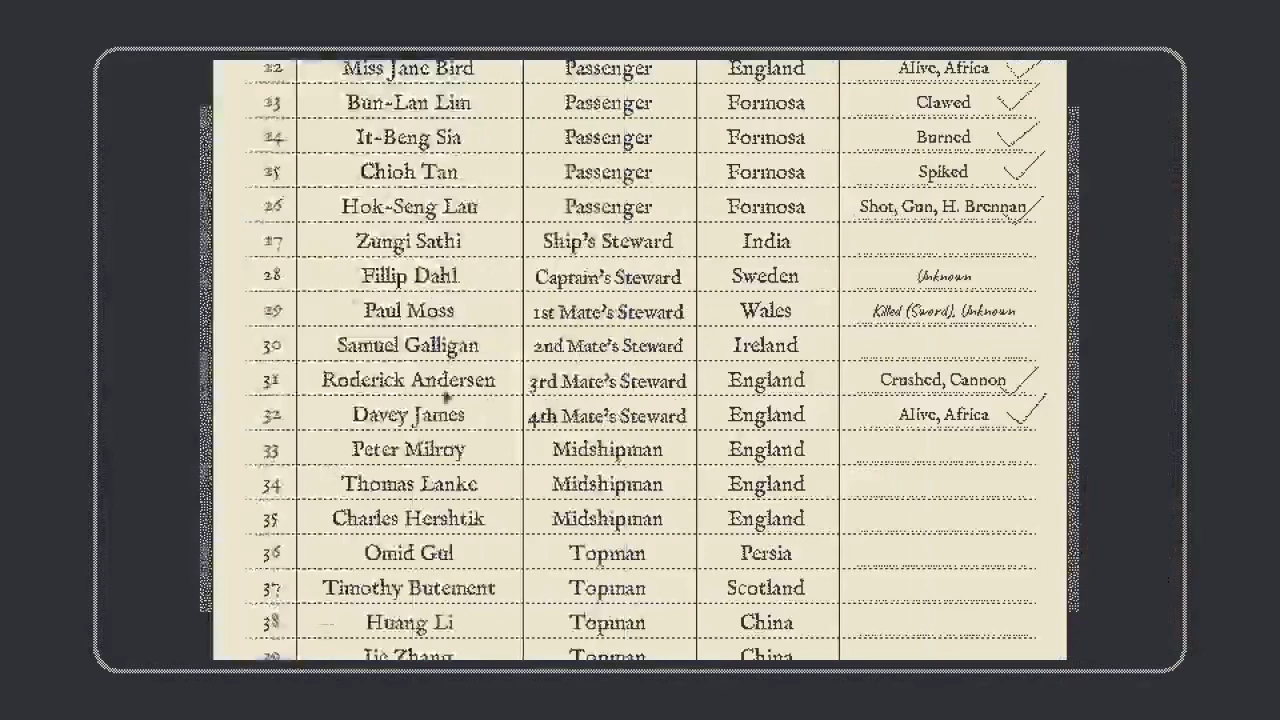 22 Miss Jane Bird Passenger England Alive, Africa
23 Bun-Lan Lim Passenger Formosa Clawed
24 It-Beng Sia Passenger Formosa Burned
25 Chioh Tan Passenger Formosa Spiked
26 Hok-Seng Lau Passenger Formosa Shot, Gun, H. Brennan
27 Zungi Sathi Ship's Steward India
28 Fillip Dahl Captain's Steward Sweden Unknown
29 Paul Moss 1st Mate's Steward Wales Killed (Sword), Unknown
30 Samuel Galligan 2nd Mate's Steward Ireland
31 Roderick Andersen 3rd Mate's Steward England Crushed, Cannon
32 Davey James 4th Mate's Steward England Alive, Africa
33 Peter Milroy Midshipman England
34 Thomas Lanke Midshipman England
35 Charles Hershtik Midshipman England
36 Omid Gul Topman Persia
37 Timothy Butement Topman Scotland
38 Huang Li Topman China
39 Jie Zhang Topman China